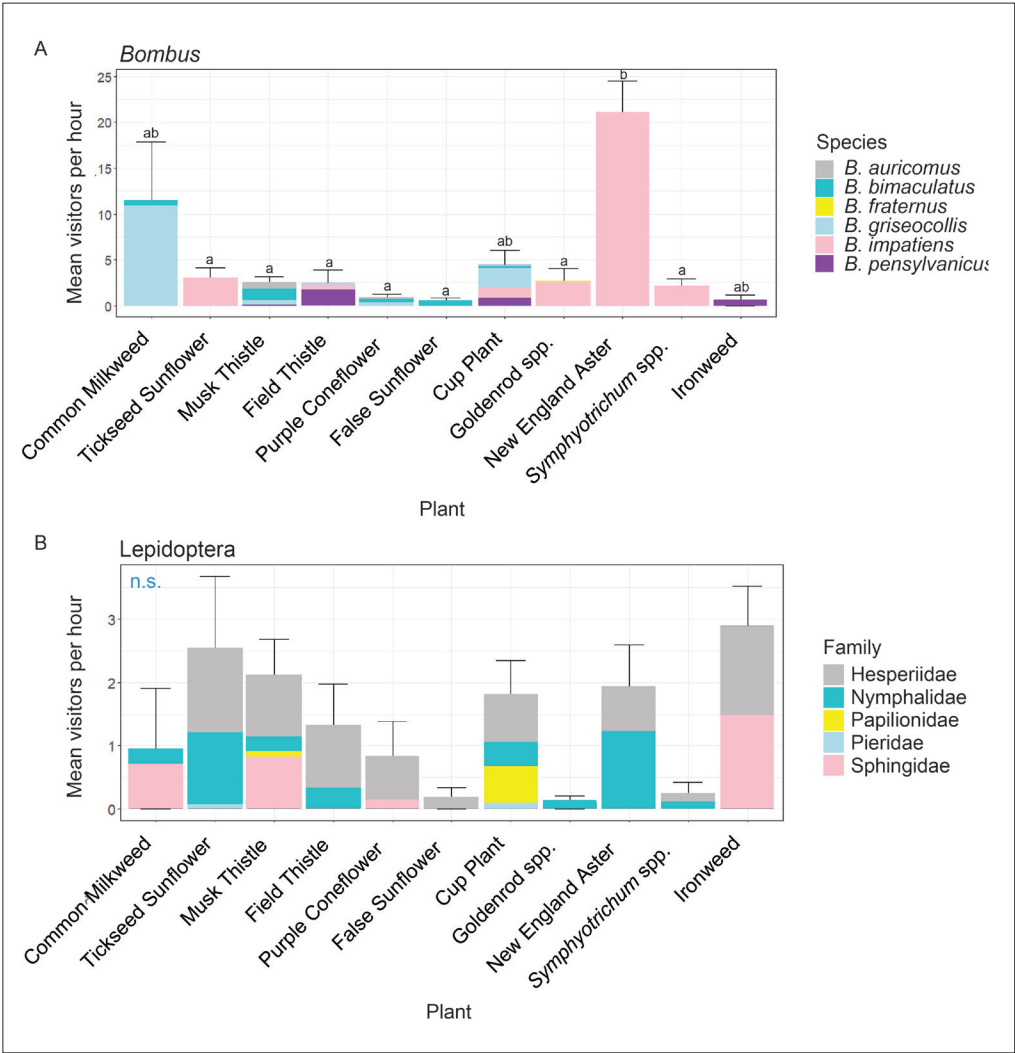 A
Bombus
Mean visitors per hour
25
20
.15
10
5
0
ab
a
a
a
a
a
ab
a
b
a
ab
Common Milkweed
Tickseed Sunflower
Musk Thistle
Field Thistle
Purple Coneflower
False Sunflower
Cup Plant
Goldenrod spp.
New England Aster
Symphyotrichum spp.
Ironweed
Plant
Species
B. auricomus
B. bimaculatus
B. fraternus
B. griseocollis
B. impatiens
B. pensylvanicus
B
Lepidoptera
n.s.
Mean visitors per hour
3
2
1
0
Common Milkweed
Tickseed Sunflower
Musk Thistle
Field Thistle
Purple Coneflower
False Sunflower
Cup Plant
Goldenrod spp.
New England Aster
Symphyotrichum spp.
Ironweed
Plant
Family
Hesperiidae
Nymphalidae
Papilionidae
Pieridae
Sphingidae